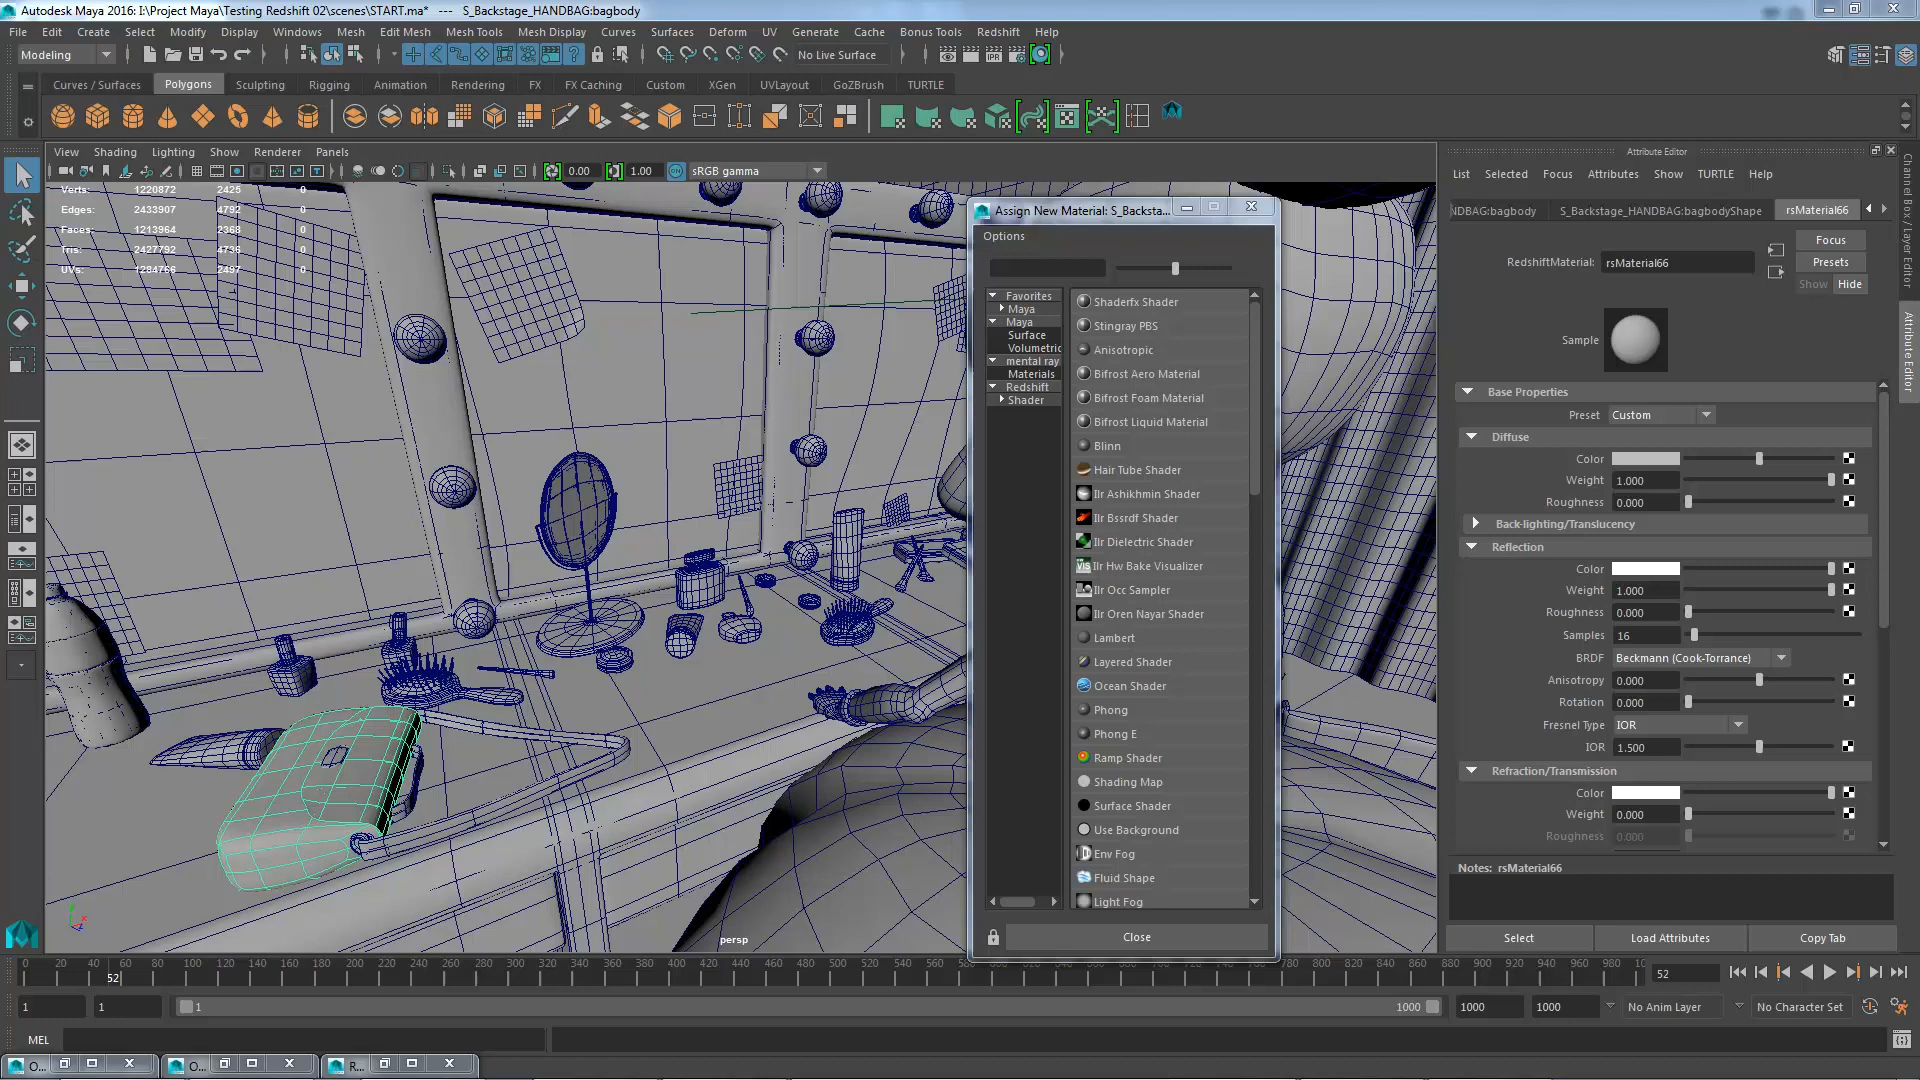 Autodesk Maya 2016: I:\Project Maya\Testing Redshift 02\scenes\START.ma* --- S_Backstage_HANDBAG:bagbody
File Edit Create Select Modify Display Windows Mesh Edit Mesh Mesh Tools Mesh Display Curves Surfaces Deform UV Generate Cache Bonus Tools Redshift Help
Modeling No Live Surface
Curves / Surfaces Polygons Sculpting Rigging Animation Rendering FX FX Caching Custom XGen UVLayout GoZBrush TURTLE
View Shading Lighting Show Renderer Panels
0.00 1.00 sRGB gamma
Verts: 1220872 2425 0
Edges: 2433907 4792 0
Faces: 1213964 2368 0
Tris: 2427792 4736 0
UVs: 1284766 2497 0
persp
Assign New Material: S_Backsta...
Options
Favorites
Maya
Maya
Surface
Volumetric
mental ray
Materials
Redshift
Shader
Shaderfx Shader
Stingray PBS
Anisotropic
Bifrost Aero Material
Bifrost Foam Material
Bifrost Liquid Material
Blinn
Hair Tube Shader
Ilr Ashikhmin Shader
Ilr Bssrdf Shader
Ilr Dielectric Shader
Ilr Hw Bake Visualizer
Ilr Occ Sampler
Ilr Oren Nayar Shader
Lambert
Layered Shader
Ocean Shader
Phong
Phong E
Ramp Shader
Shading Map
Surface Shader
Use Background
Env Fog
Fluid Shape
Light Fog
Close
Attribute Editor
List Selected Focus Attributes Show TURTLE Help
NDBAG:bagbody S_Backstage_HANDBAG:bagbodyShape rsMaterial66
Focus
RedshiftMaterial: rsMaterial66 Presets
Show Hide
Sample
Base Properties
Preset Custom
Diffuse
Color
Weight 1.000
Roughness 0.000
Back-lighting/Translucency
Reflection
Color
Weight 1.000
Roughness 0.000
Samples 16
BRDF Beckmann (Cook-Torrance)
Anisotropy 0.000
Rotation 0.000
Fresnel Type IOR
IOR 1.500
Refraction/Transmission
Color
Weight 0.000
Roughness 0.000
Notes: rsMaterial66
Select Load Attributes Copy Tab
Channel Box / Layer Editor
Attribute Editor
0 20 40 60 80 100 120 140 160 180 200 220 240 260 280 300 320 340 360 380 400 420 440 460 480 500 520 540 560 580 780 800 820 840 860 880 900 920 940 960 980 52
52
1 1 1 1000 1000 1000 No Anim Layer No Character Set
MEL
O... O... R...